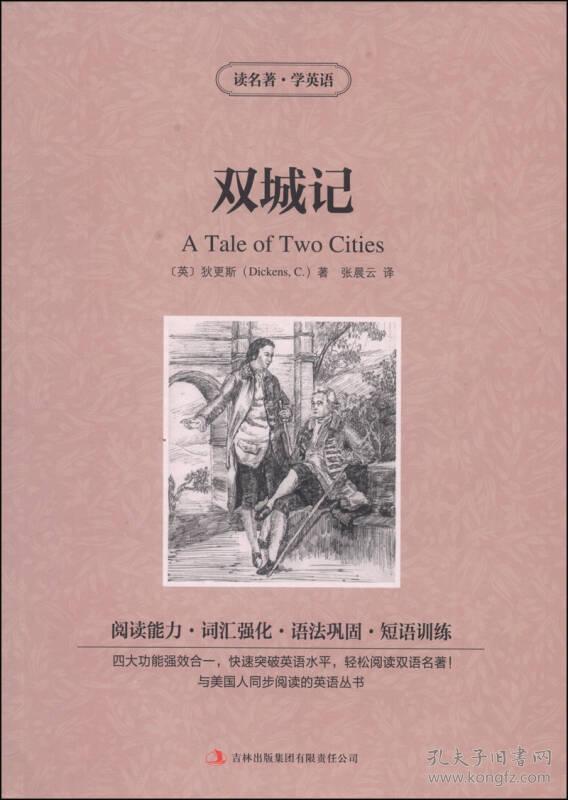 读名著·学英语
双城记
A Tale of Two Cities
〔英〕狄更斯（Dickens, C.）著 张晨云 译
阅读能力·词汇强化·语法巩固·短语训练
四大功能强效合一，快速突破英语水平，轻松阅读双语名著！
与美国人同步阅读的英语丛书
吉林出版集团有限责任公司
孔夫子旧书网
www.kongfz.com